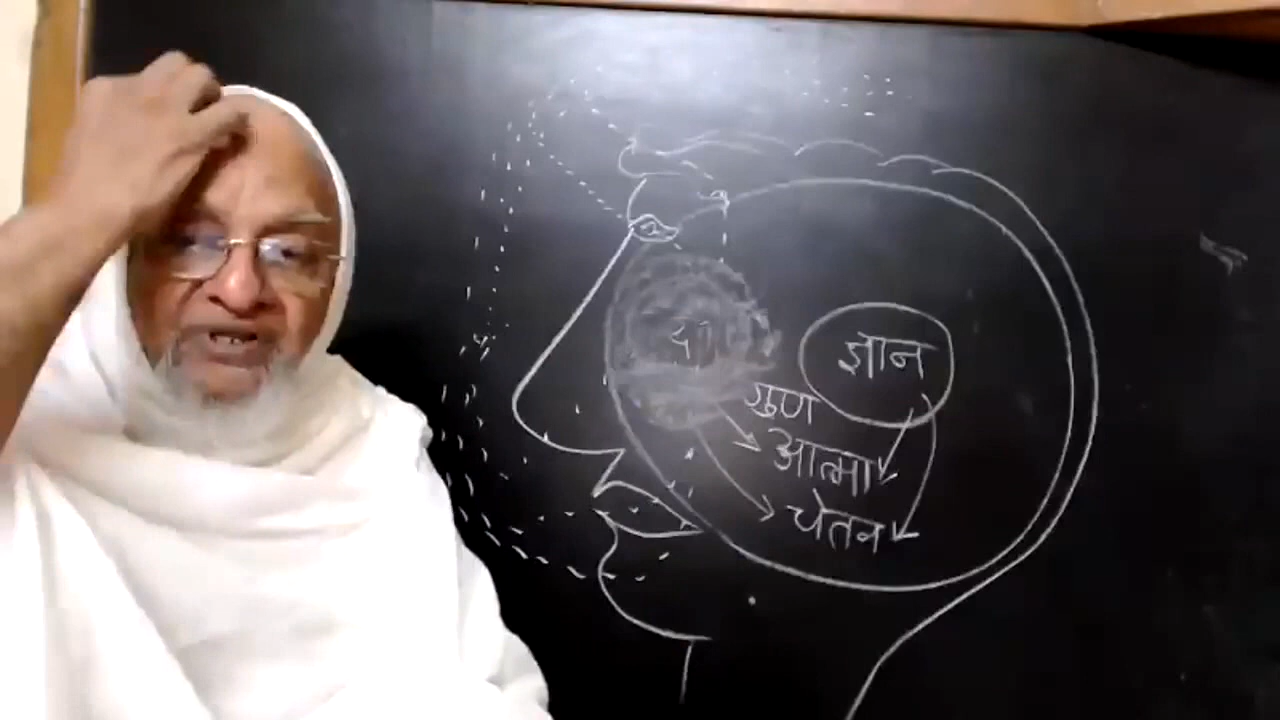 ज्ञान
गुण
आत्मा
चेतन